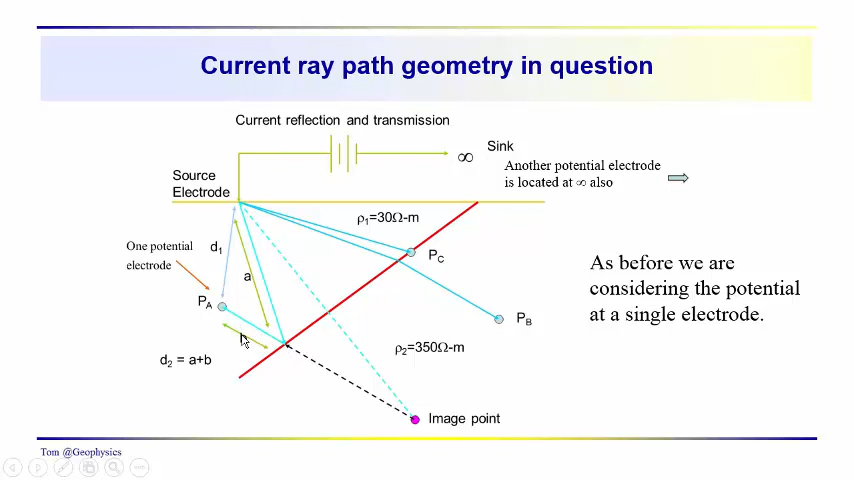 Current ray path geometry in question
Current reflection and transmission
∞
Sink
Another potential electrode
is located at ∞ also
Source
Electrode
ρ1=30Ω-m
One potential
electrode
d1
a
PC
As before we are
considering the potential
at a single electrode.
PA
PB
d2 = a+b
ρ2=350Ω-m
Image point
Tom @Geophysics